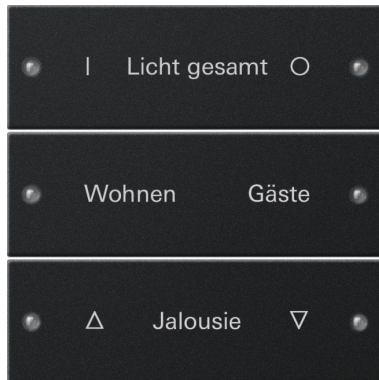 I Licht gesamt O
Wohnen Gäste
△ Jalousie ▽